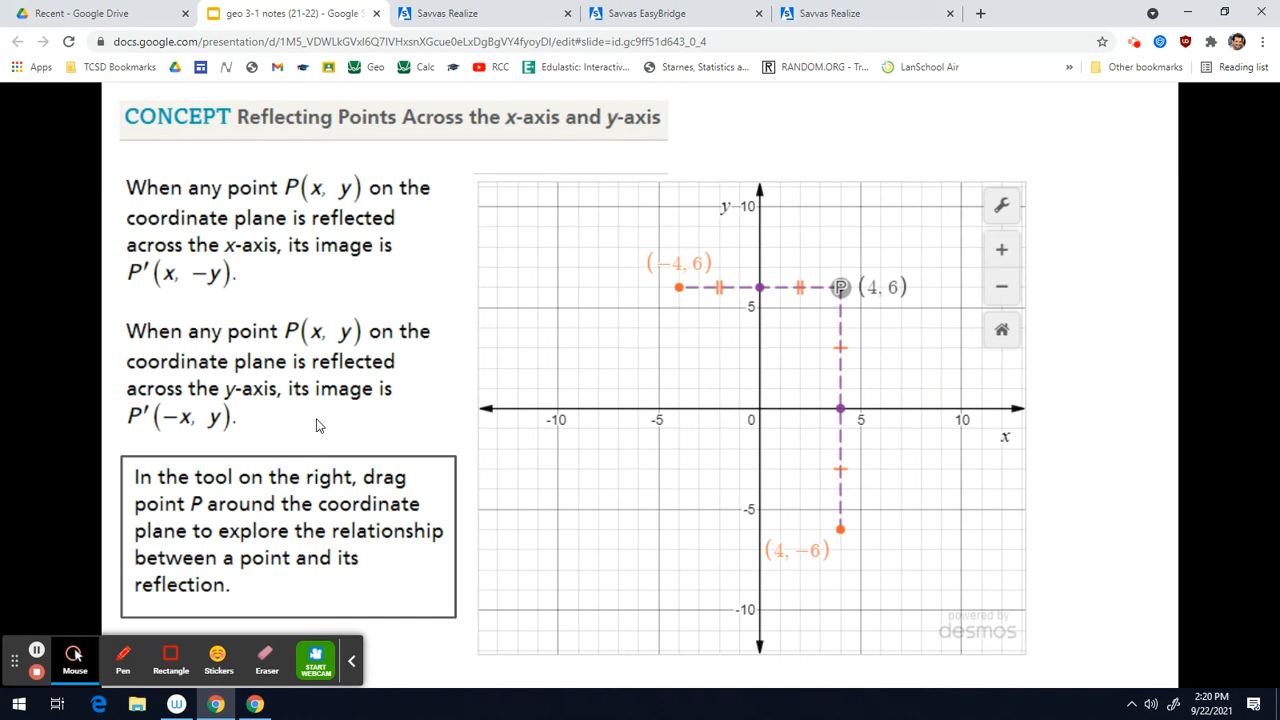 Recent - Google Drive
geo 3-1 notes (21-22) - Google S
Savvas Realize
Savvas EasyBridge
Savvas Realize
docs.google.com/presentation/d/1M5_VDWLkGVxI6Q7IVHxsnXGcue0eLxDgBgVY4fyoyDI/edit#slide=id.gc9ff51d643_0_4
Apps
TCSD Bookmarks
Geo
Calc
RCC
Edulastic: Interactiv...
Starnes, Statistics a...
RANDOM.ORG - Tr...
LanSchool Air
»
Other bookmarks
Reading list
CONCEPT Reflecting Points Across the x-axis and y-axis
When any point P(x, y) on the
coordinate plane is reflected
across the x-axis, its image is
P′(x, −y).
When any point P(x, y) on the
coordinate plane is reflected
across the y-axis, its image is
P′(−x, y).
In the tool on the right, drag
point P around the coordinate
plane to explore the relationship
between a point and its
reflection.
y
10
(−4, 6)
P (4, 6)
5
-10
-5
0
5
10
x
-5
(4, −6)
-10
powered by
desmos
Mouse
Pen
Rectangle
Stickers
Eraser
START
WEBCAM
2:20 PM
9/22/2021